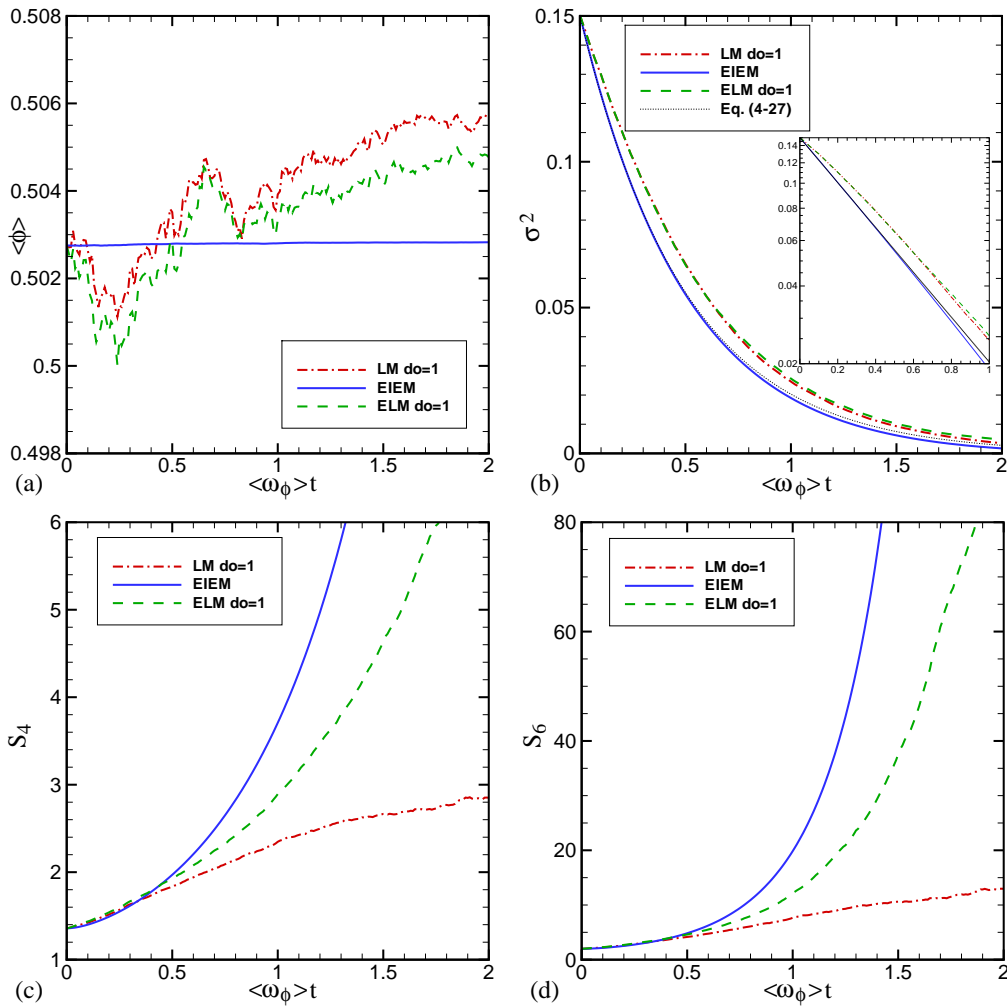 0.508
0.506
0.504
0.502
0.5
0.498
<ϕ>
0 0.5 1 1.5 2
<ω_ϕ>t
(a)
LM do=1
EIEM
ELM do=1
0.15
0.1
0.05
0
σ²
0 0.5 1 1.5 2
<ω_ϕ>t
(b)
LM do=1
EIEM
ELM do=1
Eq. (4-27)
0.14
0.12
0.10
0.08
0.06
0.04
0.02
0 0.2 0.4 0.6 0.8 1
6
5
4
3
2
1
S₄
0 0.5 1 1.5 2
<ω_ϕ>t
(c)
LM do=1
EIEM
ELM do=1
80
60
40
20
0
S₆
0 0.5 1 1.5 2
<ω_ϕ>t
(d)
LM do=1
EIEM
ELM do=1